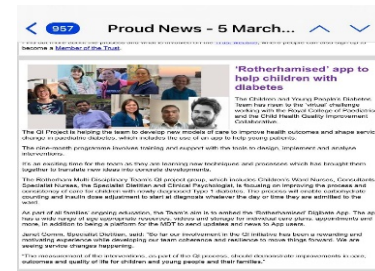 957
Proud News - 5 March...
become a Member of the Trust.
'Rotherhamised' app to
help children with
diabetes
The Children and Young People's Diabetes
Team has risen to the 'virtual' challenge
working with the Royal College of Paediatric
and the Child Health Quality Improvement
Collaborative.
The QI Project is helping the team to develop new models of care to improve health outcomes and shape servic
change in paediatric diabetes, which includes the use of an app to help young patients.
The nine-month programme involves training and support with the tools to design, implement and analyse
interventions.
It's an exciting time for the team as they are learning new techniques and processes which has brought them
together to translate new ideas into concrete developments.
The Rotherham Multi Disciplinary Team's QI project group, which includes Children's Ward Nurses, Consultants
Specialist Nurses, the Specialist Dietitian and Clinical Psychologist, is focusing on improving the process and
consistency of care for children with newly diagnosed Type 1 diabetes. The process will enable carbohydrate
counting and insulin dose adjustment to start at diagnosis whatever the day or time they are admitted to the
ward.
As part of all families' ongoing education, the Team's aim is to embed the 'Rotherhamised' Digibete App. The ap
has a wide range of age appropriate resources, videos and storage for individual care plans, appointments and
more, in addition to being a platform for the MDT to send updates and news to App users.
Specialist Dietitian, said: "So far our involvement in the QI initiative has been a rewarding and
motivating experience while developing our team coherence and resilience to move things forward. We are
seeing service changes happening.
"The measurement of the interventions, as part of the QI process, should demonstrate improvements in care,
outcomes and quality of life for children and young people and their families."